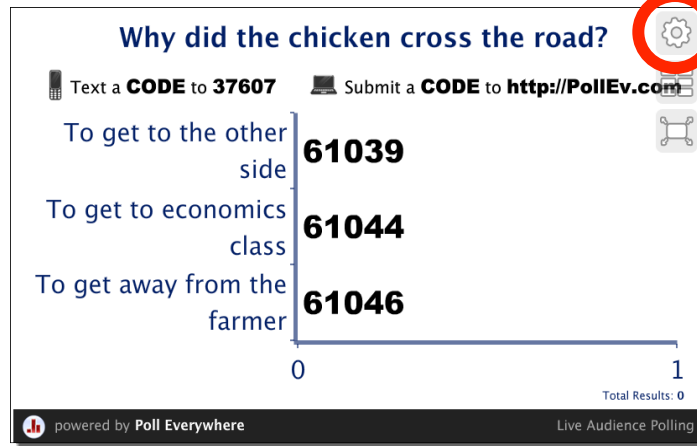 Why did the chicken cross the road?
Text a CODE to 37607 Submit a CODE to http://PollEv.com
To get to the other
side
61039
To get to economics
class
61044
To get away from the
farmer
61046
0 1
Total Results: 0
powered by Poll Everywhere Live Audience Polling